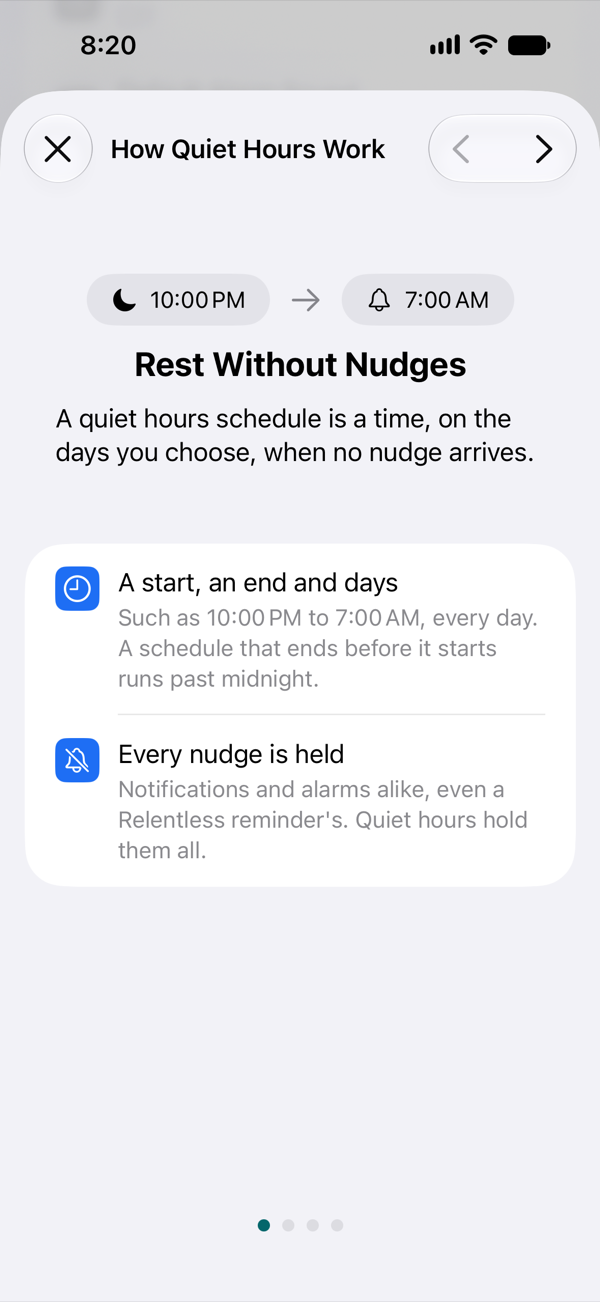 8:20
How Quiet Hours Work
10:00 PM
7:00 AM
Rest Without Nudges
A quiet hours schedule is a time, on the
days you choose, when no nudge arrives.
A start, an end and days
Such as 10:00 PM to 7:00 AM, every day.
A schedule that ends before it starts
runs past midnight.
Every nudge is held
Notifications and alarms alike, even a
Relentless reminder's. Quiet hours hold
them all.